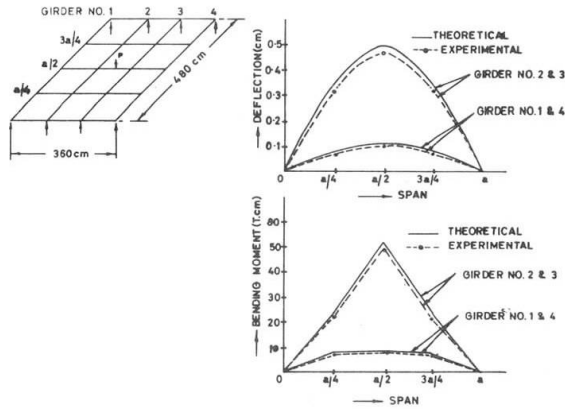 GIRDER NO. 1 2 3 4
3a/4
a/2
a/4
P
480 cm
360cm
DEFLECTION(cm)
0·5
0·4
0·3
0·2
0·1
0
a/4
a/2
3a/4
a
SPAN
THEORETICAL
EXPERIMENTAL
GIRDER NO. 2 & 3
GIRDER NO. 1 & 4
BENDING MOMENT(T.cm)
50
40
30
20
10
0
a/4
a/2
3a/4
a
SPAN
THEORETICAL
EXPERIMENTAL
GIRDER NO. 2 & 3
GIRDER NO. 1 & 4